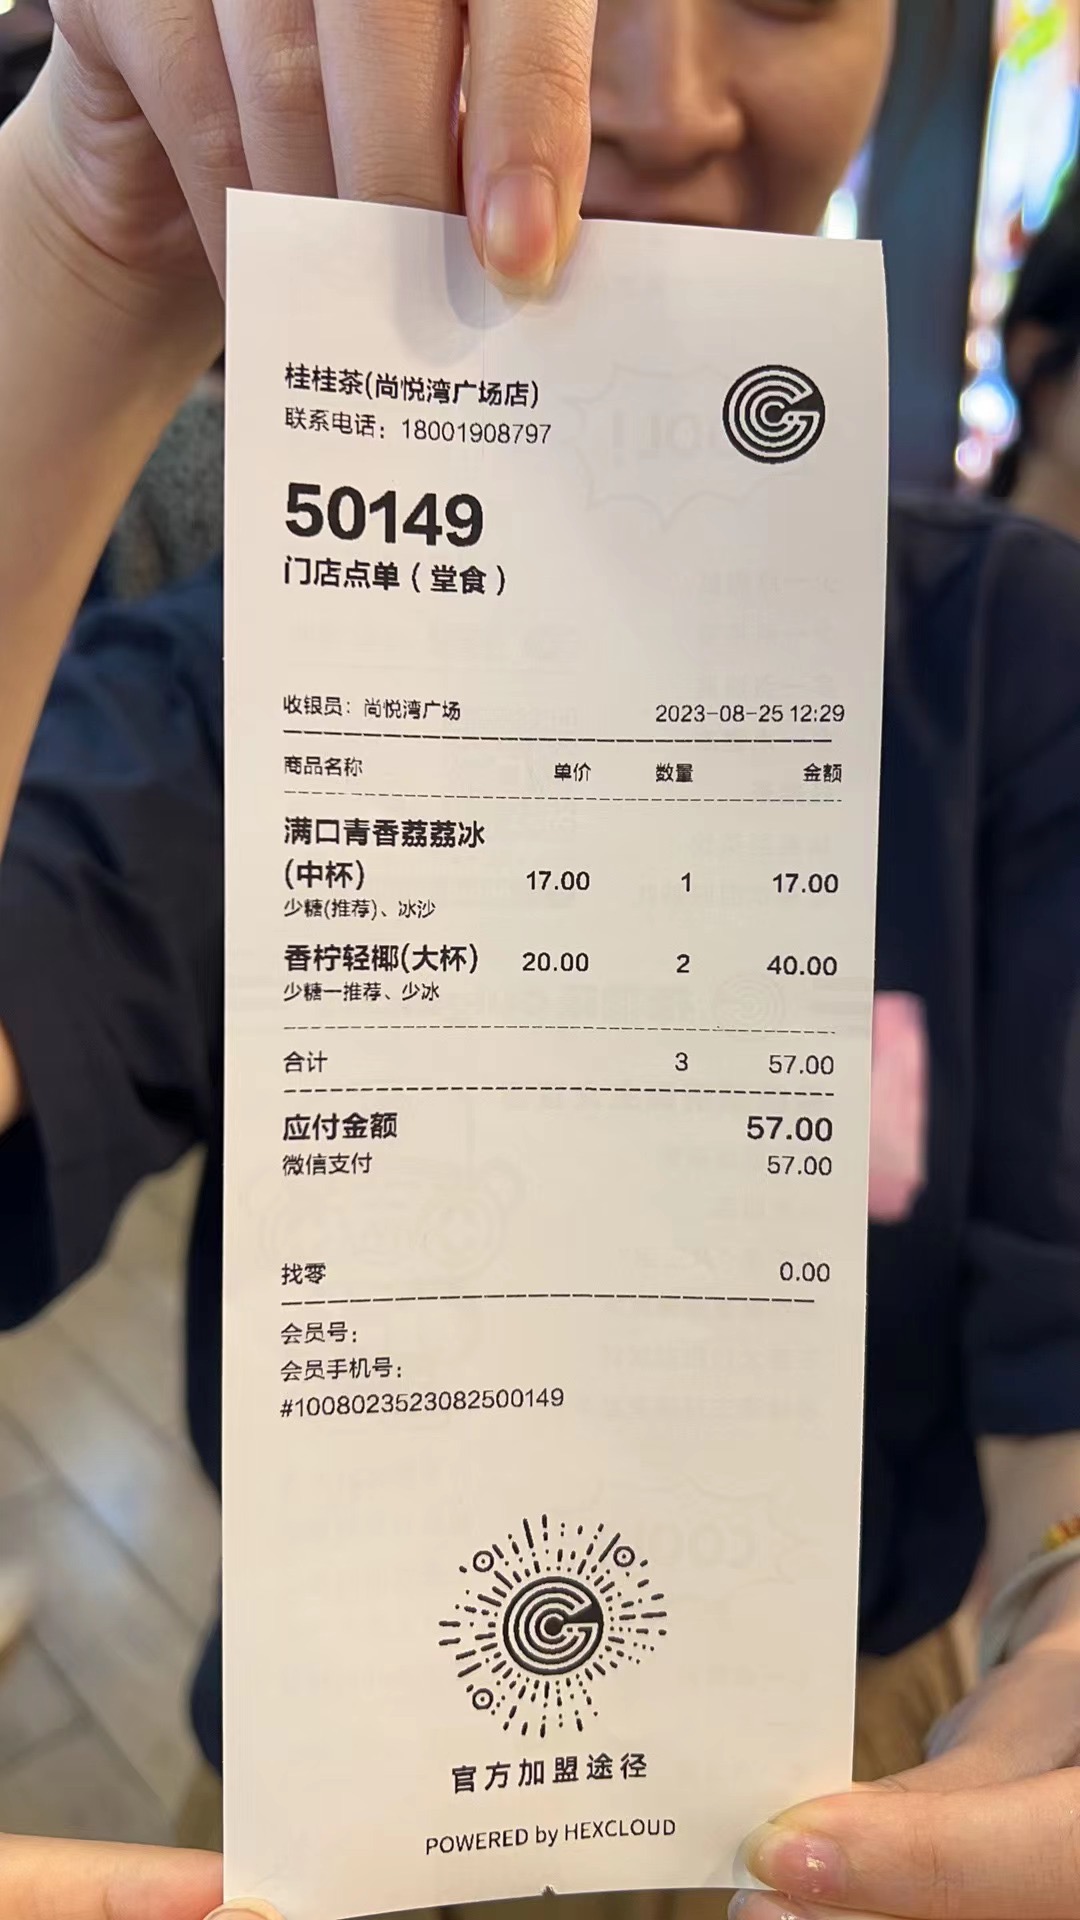 桂桂茶(尚悦湾广场店)
联系电话：18001908797
50149
门店点单（堂食）
收银员：尚悦湾广场 2023-08-25 12:29
商品名称 单价 数量 金额
满口青香荔荔冰
(中杯) 17.00 1 17.00
少糖(推荐)、冰沙
香柠轻椰(大杯) 20.00 2 40.00
少糖一推荐、少冰
合计 3 57.00
应付金额 57.00
微信支付 57.00
找零 0.00
会员号：
会员手机号：
#1008023523082500149
官方加盟途径
POWERED by HEXCLOUD